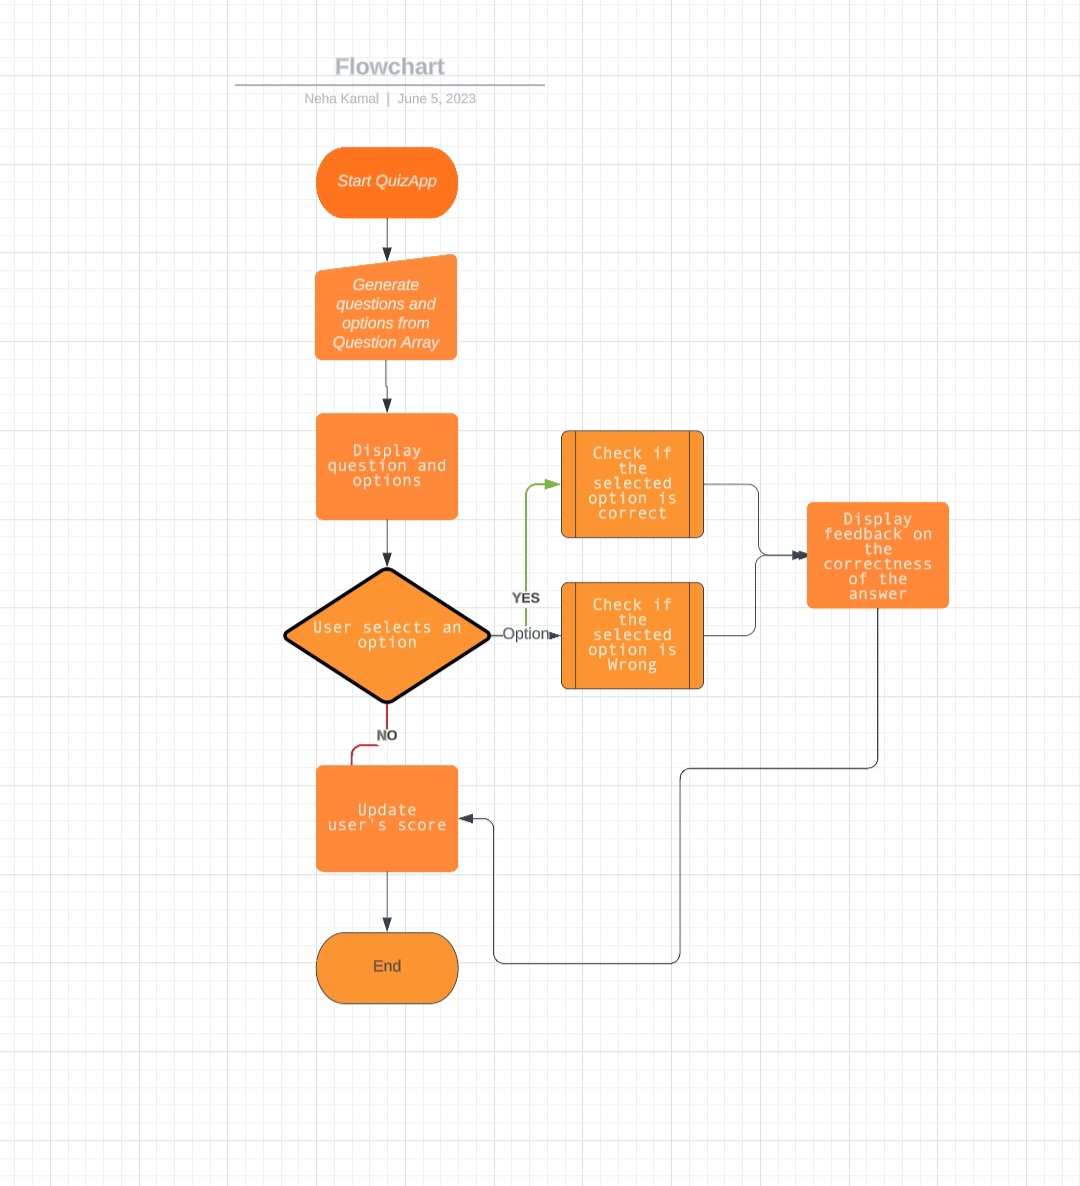 Flowchart
Neha Kamal | June 5, 2023
Start QuizApp
Generate
questions and
options from
Question Array
Display
question and
options
User selects an
option
YES
Option
NO
Check if
the
selected
option is
correct
Check if
the
selected
option is
Wrong
Display
feedback on
the
correctness
of the
answer
Update
user's score
End